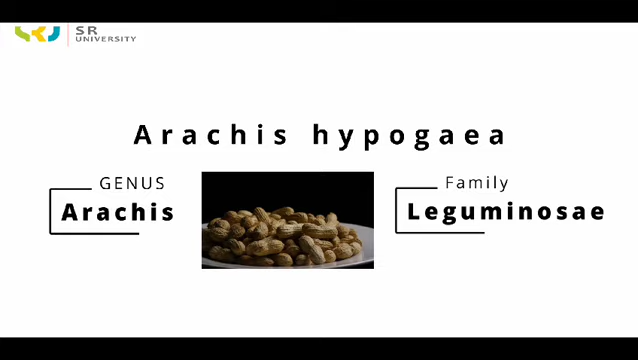 SR
UNIVERSITY
Arachis hypogaea
GENUS
Arachis
Family
Leguminosae